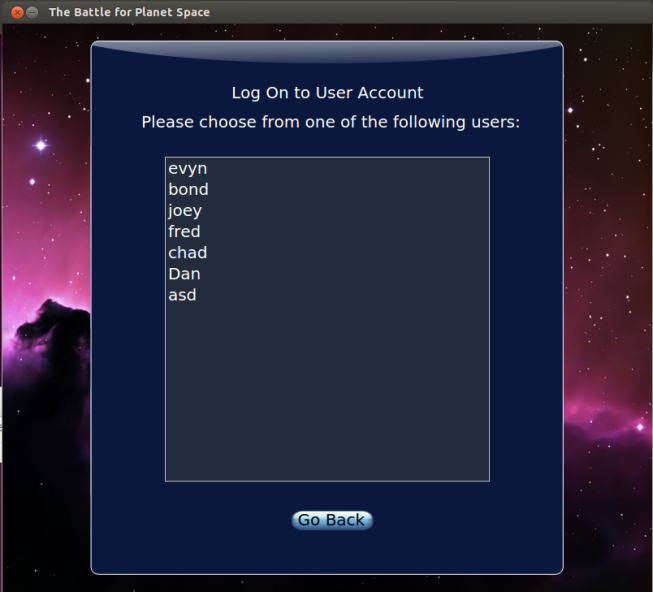 The Battle for Planet Space
Log On to User Account
Please choose from one of the following users:
evyn
bond
joey
fred
chad
Dan
asd
Go Back